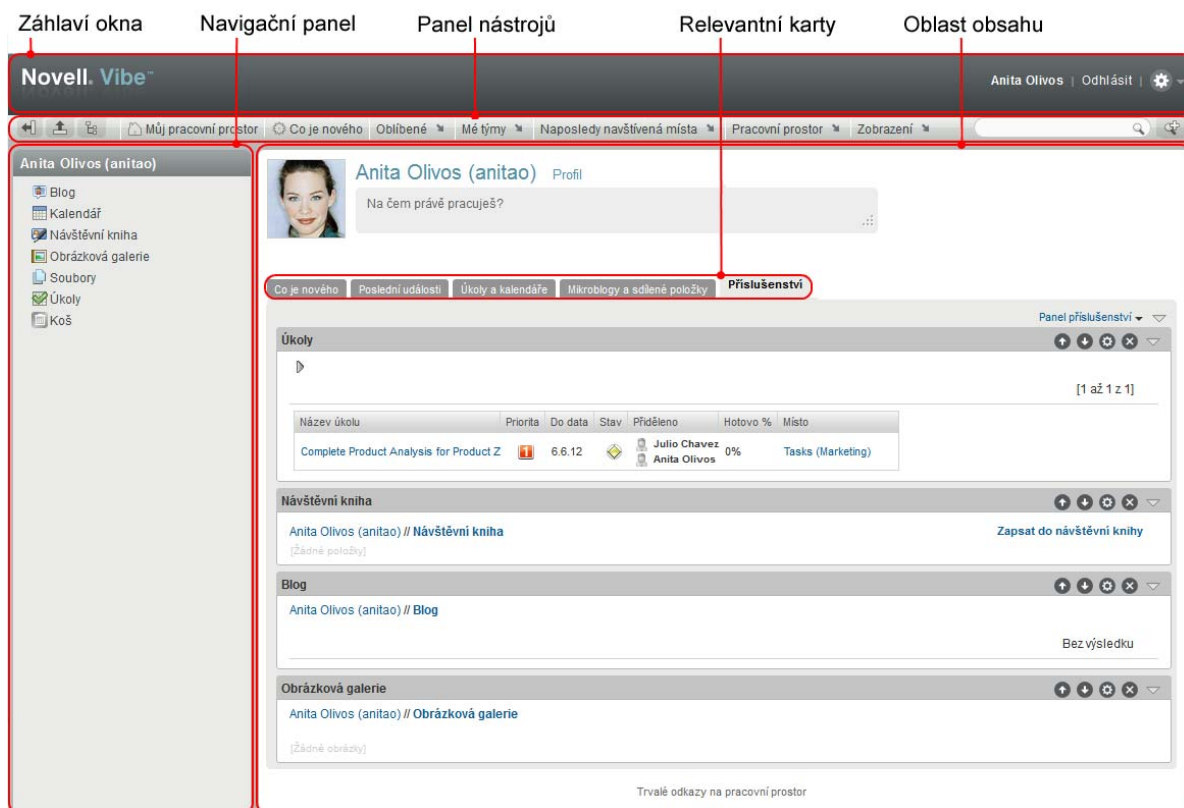 Záhlaví okna Navigační panel Panel nástrojů Relevantní karty Oblast obsahu
Novell. Vibe™
Anita Olivos | Odhlásit |
Můj pracovní prostor Co je nového Oblíbené Mé týmy Naposledy navštívená místa Pracovní prostor Zobrazení
Anita Olivos (anitao)
Blog
Kalendář
Návštěvní kniha
Obrázková galerie
Soubory
Úkoly
Koš
Anita Olivos (anitao) Profil
Na čem právě pracuješ?
Co je nového Poslední události Úkoly a kalendáře Mikroblogy a sdílené položky Příslušenství
Panel příslušenství
Úkoly
[1 až 1 z 1]
Název úkolu Priorita Do data Stav Přiděleno Hotovo % Místo
Complete Product Analysis for Product Z 6.6.12 Julio Chavez 0% Tasks (Marketing)
Anita Olivos
Návštěvní kniha
Anita Olivos (anitao) // Návštěvní kniha Zapsat do návštěvní knihy
[Žádné položky]
Blog
Anita Olivos (anitao) // Blog
Bez výsledku
Obrázková galerie
Anita Olivos (anitao) // Obrázková galerie
[Žádné obrázky]
Trvalé odkazy na pracovní prostor